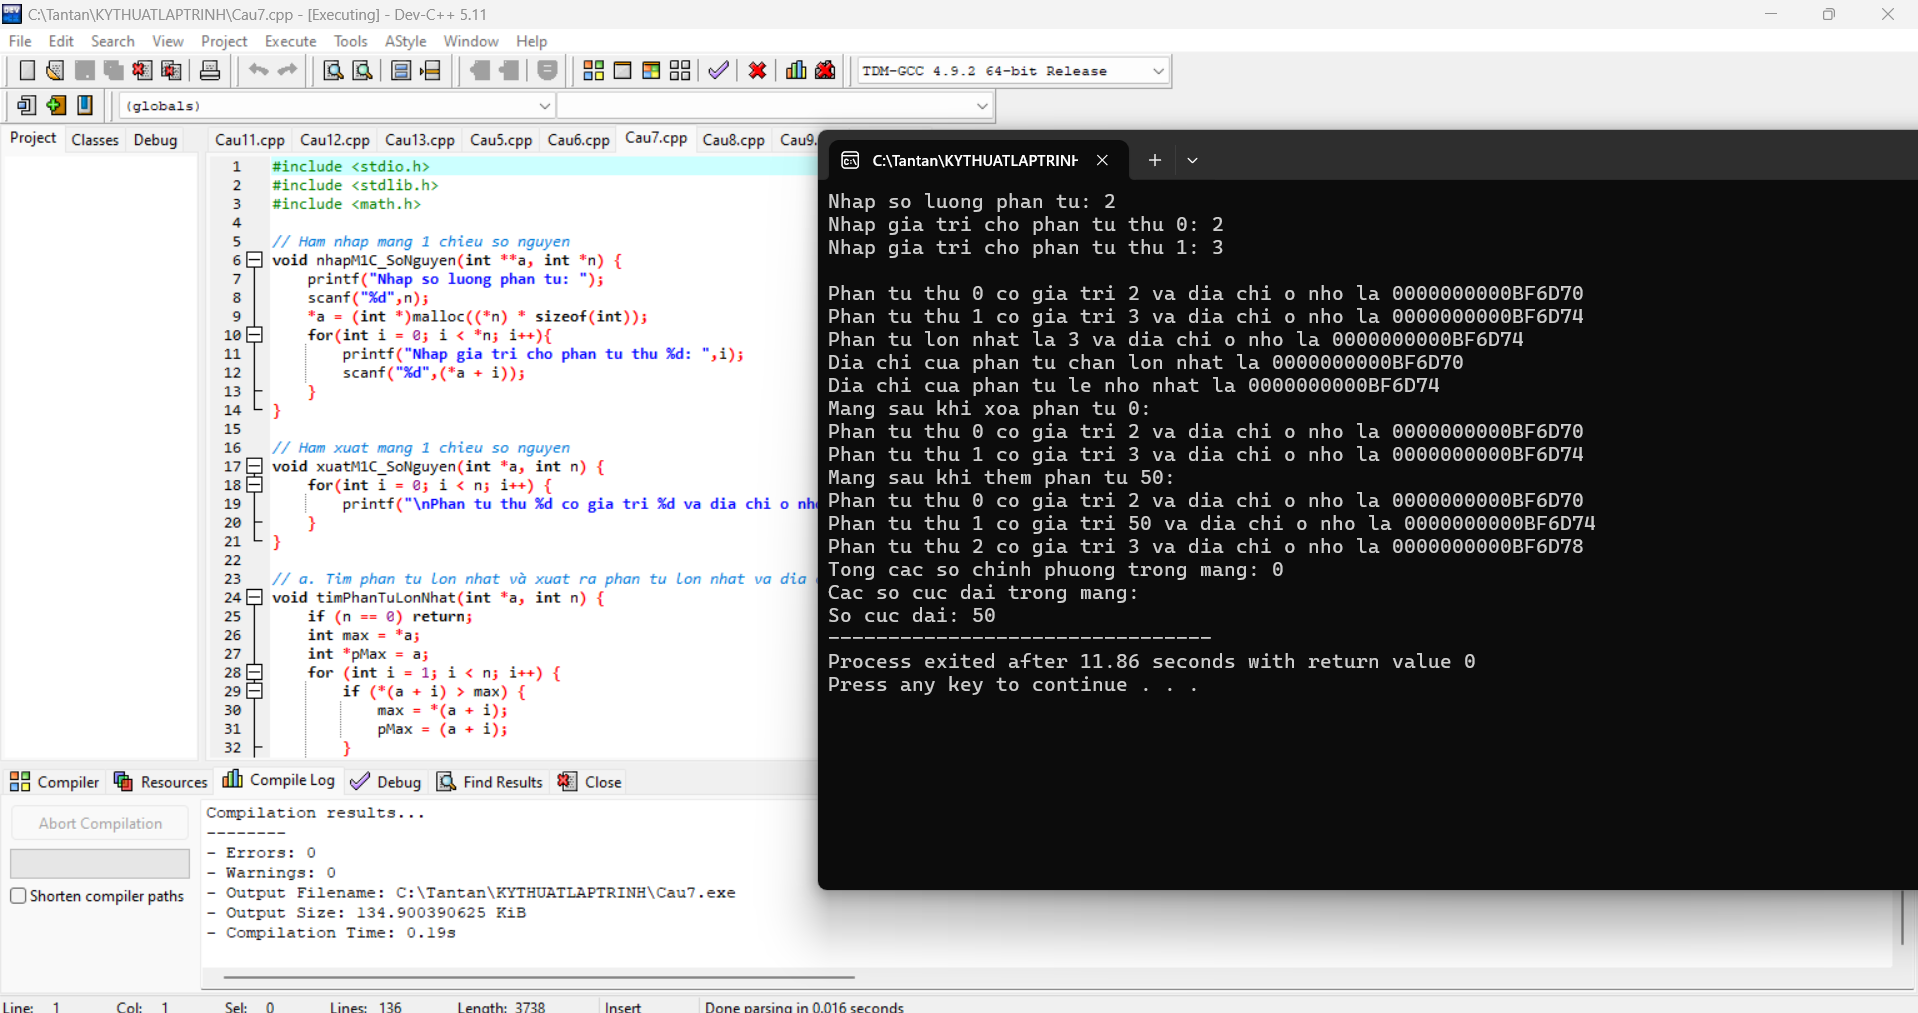 C:\Tantan\KYTHUATLAPTRINH\Cau7.cpp - [Executing] - Dev-C++ 5.11
File Edit Search View Project Execute Tools AStyle Window Help
TDM-GCC 4.9.2 64-bit Release
(globals)
Project Classes Debug
Cau11.cpp Cau12.cpp Cau13.cpp Cau5.cpp Cau6.cpp Cau7.cpp Cau8.cpp Cau9.
1 #include <stdio.h>
2 #include <stdlib.h>
3 #include <math.h>
4
5 // Ham nhap mang 1 chieu so nguyen
6 void nhapM1C_SoNguyen(int **a, int *n) {
7 printf("Nhap so luong phan tu: ");
8 scanf("%d",n);
9 *a = (int *)malloc((*n) * sizeof(int));
10 for(int i = 0; i < *n; i++){
11 printf("Nhap gia tri cho phan tu thu %d: ",i);
12 scanf("%d",(*a + i));
13 }
14 }
15
16 // Ham xuat mang 1 chieu so nguyen
17 void xuatM1C_SoNguyen(int *a, int n) {
18 for(int i = 0; i < n; i++) {
19 printf("\nPhan tu thu %d co gia tri %d va dia chi o nh
20 }
21 }
22
23 // a. Tim phan tu lon nhat và xuat ra phan tu lon nhat va dia
24 void timPhanTuLonNhat(int *a, int n) {
25 if (n == 0) return;
26 int max = *a;
27 int *pMax = a;
28 for (int i = 1; i < n; i++) {
29 if (*(a + i) > max) {
30 max = *(a + i);
31 pMax = (a + i);
32 }
C:\Tantan\KYTHUATLAPTRINH
Nhap so luong phan tu: 2
Nhap gia tri cho phan tu thu 0: 2
Nhap gia tri cho phan tu thu 1: 3
Phan tu thu 0 co gia tri 2 va dia chi o nho la 0000000000BF6D70
Phan tu thu 1 co gia tri 3 va dia chi o nho la 0000000000BF6D74
Phan tu lon nhat la 3 va dia chi o nho la 0000000000BF6D74
Dia chi cua phan tu chan lon nhat la 0000000000BF6D70
Dia chi cua phan tu le nho nhat la 0000000000BF6D74
Mang sau khi xoa phan tu 0:
Phan tu thu 0 co gia tri 2 va dia chi o nho la 0000000000BF6D70
Phan tu thu 1 co gia tri 3 va dia chi o nho la 0000000000BF6D74
Mang sau khi them phan tu 50:
Phan tu thu 0 co gia tri 2 va dia chi o nho la 0000000000BF6D70
Phan tu thu 1 co gia tri 50 va dia chi o nho la 0000000000BF6D74
Phan tu thu 2 co gia tri 3 va dia chi o nho la 0000000000BF6D78
Tong cac so chinh phuong trong mang: 0
Cac so cuc dai trong mang:
So cuc dai: 50
--------------------------------
Process exited after 11.86 seconds with return value 0
Press any key to continue . . .
Compiler Resources Compile Log Debug Find Results Close
Abort Compilation
Shorten compiler paths
Compilation results...
--------
- Errors: 0
- Warnings: 0
- Output Filename: C:\Tantan\KYTHUATLAPTRINH\Cau7.exe
- Output Size: 134.900390625 KiB
- Compilation Time: 0.19s
Line: 1 Col: 1 Sel: 0 Lines: 136 Length: 3738 Insert Done parsing in 0.016 seconds